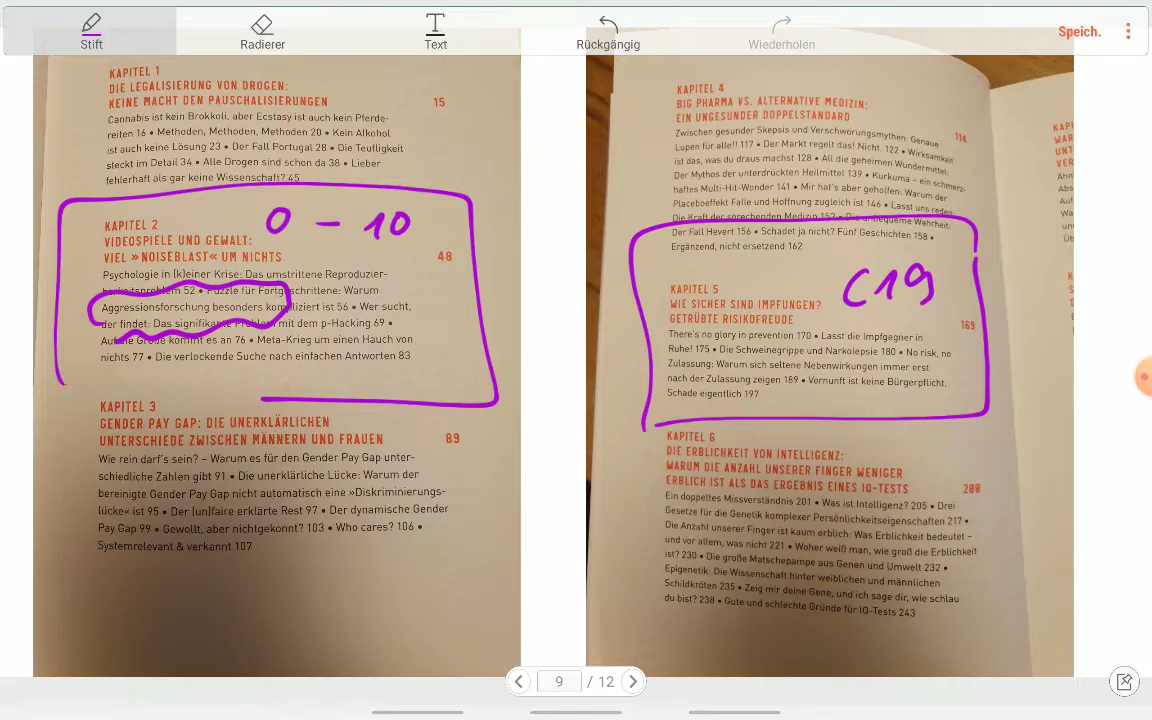 Stift
Radierer
Text
Rückgängig
Wiederholen
Speich.
KAPITEL 1
DIE LEGALISIERUNG VON DROGEN:
KEINE MACHT DEN PAUSCHALISIERUNGEN 15
Cannabis ist kein Brokkoli, aber Ecstasy ist auch kein Pferde-
reiten 16 • Methoden, Methoden, Methoden 20 • Kein Alkohol
ist auch keine Lösung 23 • Der Fall Portugal 28 • Die Teufligkeit
steckt im Detail 34 • Alle Drogen sind schon da 38 • Lieber
fehlerhaft als gar keine Wissenschaft? 45
0 - 10
KAPITEL 2
VIDEOSPIELE UND GEWALT:
VIEL »NOISEBLAST« UM NICHTS 48
Psychologie in (k)einer Krise: Das umstrittene Reproduzier-
barkeitsproblem 52 • Puzzle für Fortgeschrittene: Warum
Aggressionsforschung besonders kompliziert ist 56 • Wer sucht,
der findet: Das signifikante Problem mit dem p-Hacking 69 •
Auf die Größe kommt es an 76 • Meta-Krieg um einen Hauch von
nichts 77 • Die verlockende Suche nach einfachen Antworten 83
KAPITEL 3
GENDER PAY GAP: DIE UNERKLÄRLICHEN
UNTERSCHIEDE ZWISCHEN MÄNNERN UND FRAUEN 89
Wie rein darf's sein? – Warum es für den Gender Pay Gap unter-
schiedliche Zahlen gibt 91 • Die unerklärliche Lücke: Warum der
bereinigte Gender Pay Gap nicht automatisch eine »Diskriminierungs-
lücke« ist 95 • Der (un)faire erklärte Rest 97 • Der dynamische Gender
Pay Gap 99 • Gewollt, aber nichtgekonnt? 103 • Who cares? 106 •
Systemrelevant & verkannt 107
KAPITEL 4
BIG PHARMA VS. ALTERNATIVE MEDIZIN:
EIN UNGESUNDER DOPPELSTANDARD 114
Zwischen gesunder Skepsis und Verschwörungsmythen: Genaue
Lupen für alle!! 117 • Der Markt regelt das! Nicht. 122 • Wirksamkeit
ist das, was du draus machst 128 • All die geheimen Wundermittel:
Der Mythos der unterdrückten Heilmittel 139 • Kurkuma – ein schmerz-
haftes Multi-Hit-Wonder 141 • Mir hat's aber geholfen: Warum der
Placeboeffekt Falle und Hoffnung zugleich ist 146 • Lasst uns reden:
Die Kraft der sprechenden Medizin 152 • Die unbequeme Wahrheit:
Der Fall Hevert 156 • Schadet ja nicht? Fünf Geschichten 158 •
Ergänzend, nicht ersetzend 162
C19
KAPITEL 5
WIE SICHER SIND IMPFUNGEN?
GETRÜBTE RISIKOFREUDE 169
There's no glory in prevention 170 • Lasst die Impfgegner in
Ruhe! 175 • Die Schweinegrippe und Narkolepsie 180 • No risk, no
Zulassung: Warum sich seltene Nebenwirkungen immer erst
nach der Zulassung zeigen 189 • Vernunft ist keine Bürgerpflicht.
Schade eigentlich 197
KAPITEL 6
DIE ERBLICHKEIT VON INTELLIGENZ:
WARUM DIE ANZAHL UNSERER FINGER WENIGER
ERBLICH IST ALS DAS ERGEBNIS EINES IQ-TESTS 200
Ein doppeltes Missverständnis 201 • Was ist Intelligenz? 205 • Drei
Gesetze für die Genetik komplexer Persönlichkeitseigenschaften 217 •
Die Anzahl unserer Finger ist kaum erblich: Was Erblichkeit bedeutet –
und vor allem, was nicht 221 • Woher weiß man, wie groß die Erblichkeit
ist? 230 • Die große Matschepampe aus Genen und Umwelt 232 •
Epigenetik: Die Wissenschaft hinter weiblichen und männlichen
Schildkröten 235 • Zeig mir deine Gene, und ich sage dir, wie schlau
du bist? 238 • Gute und schlechte Gründe für IQ-Tests 243
9 / 12